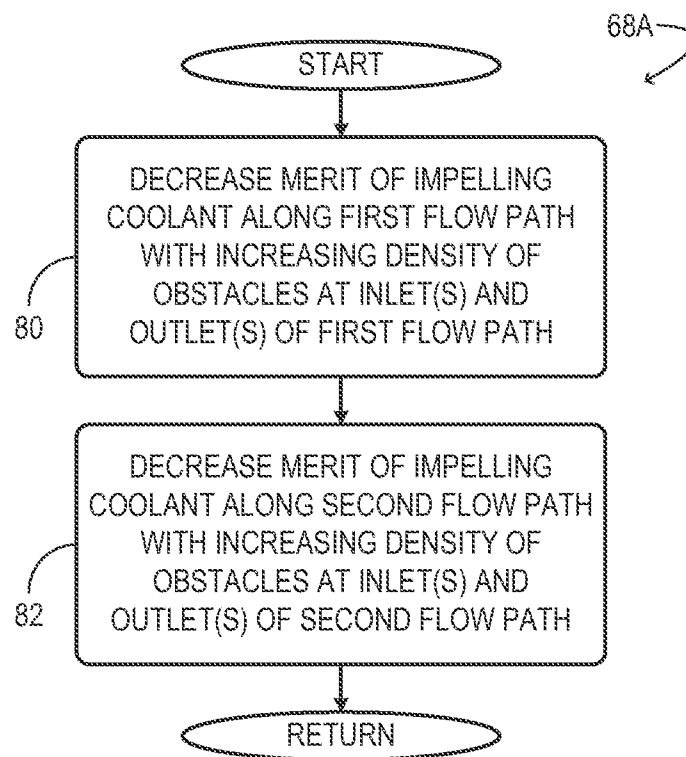 68A
START
DECREASE MERIT OF IMPELLING
COOLANT ALONG FIRST FLOW PATH
WITH INCREASING DENSITY OF
OBSTACLES AT INLET(S) AND
OUTLET(S) OF FIRST FLOW PATH
80
DECREASE MERIT OF IMPELLING
COOLANT ALONG SECOND FLOW PATH
WITH INCREASING DENSITY OF
OBSTACLES AT INLET(S) AND
OUTLET(S) OF SECOND FLOW PATH
82
RETURN